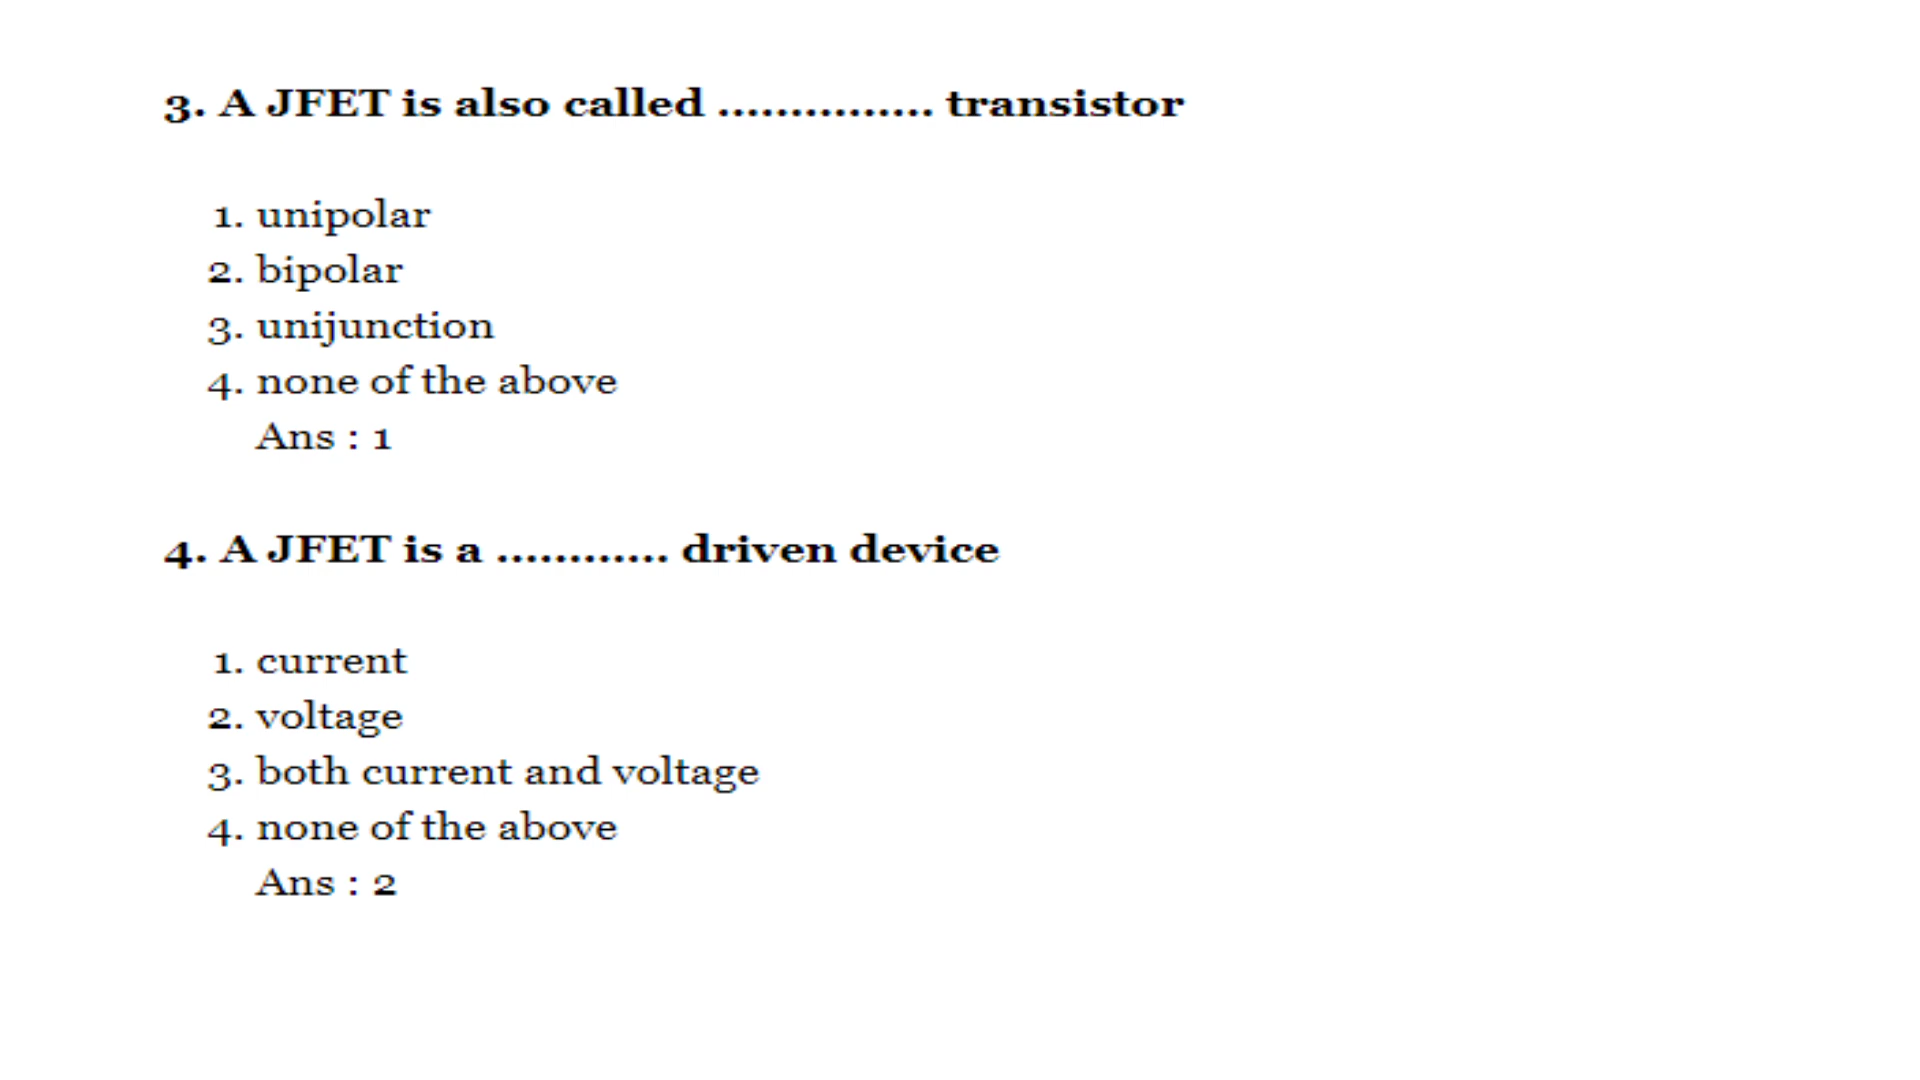 3. A JFET is also called ............... transistor
1. unipolar
2. bipolar
3. unijunction
4. none of the above
Ans : 1
4. A JFET is a ............ driven device
1. current
2. voltage
3. both current and voltage
4. none of the above
Ans : 2